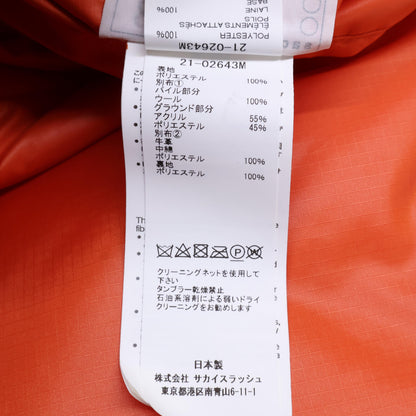 BASE
100% LAINE
POILS
ÉLÉMENTS ATTACHÉS
100% POLYESTER
21-02643M
21-02643M
表地
ポリエステル 100%
別布①
パイル部分
ウール 100%
グラウンド部分
アクリル 55%
ポリエステル 45%
別布②
牛革
中綿
ポリエステル 100%
裏地
ポリエステル 100%
クリーニングネットを使用して
下さい
タンブラー乾燥禁止
石油系溶剤による弱いドライ
クリーニングをお勧めします
日本製
株式会社 サカイスラッシュ
東京都港区南青山6-11-1